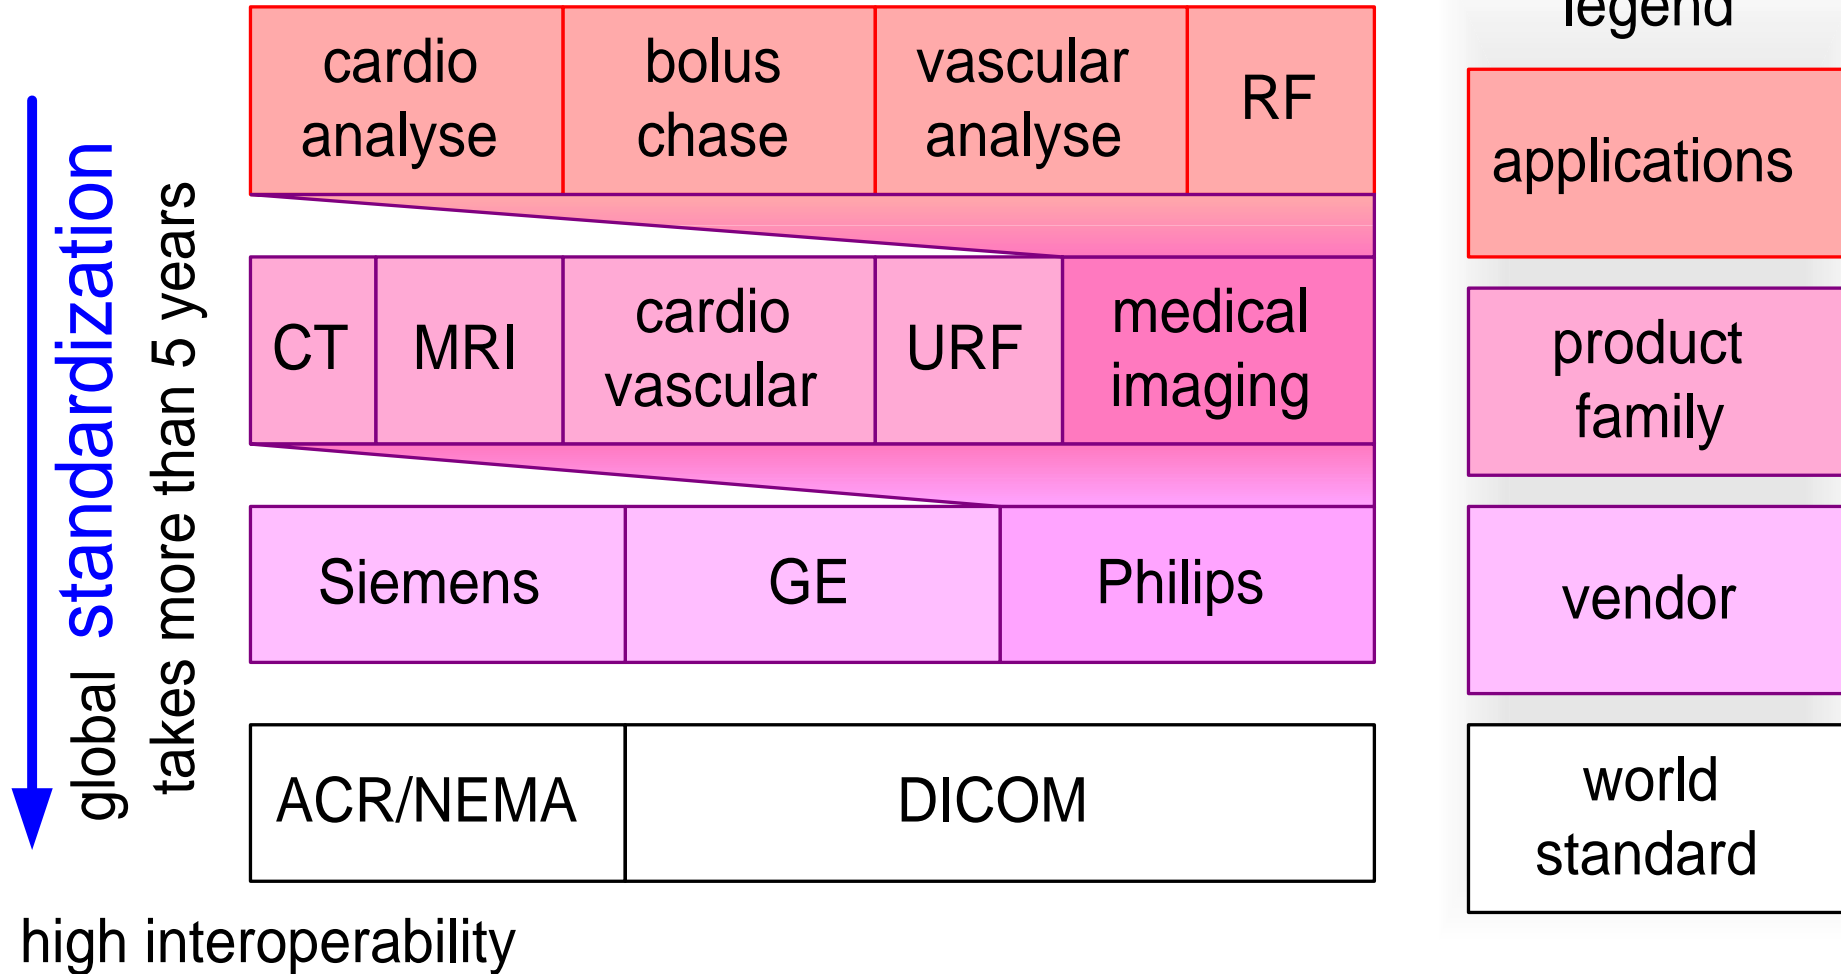 cardio
analyse
bolus
chase
vascular
analyse
RF
CT
MRI
cardio
vascular
URF
medical
imaging
Siemens
GE
Philips
ACR/NEMA
DICOM
global standardization
takes more than 5 years
high interoperability
legend
applications
product
family
vendor
world
standard